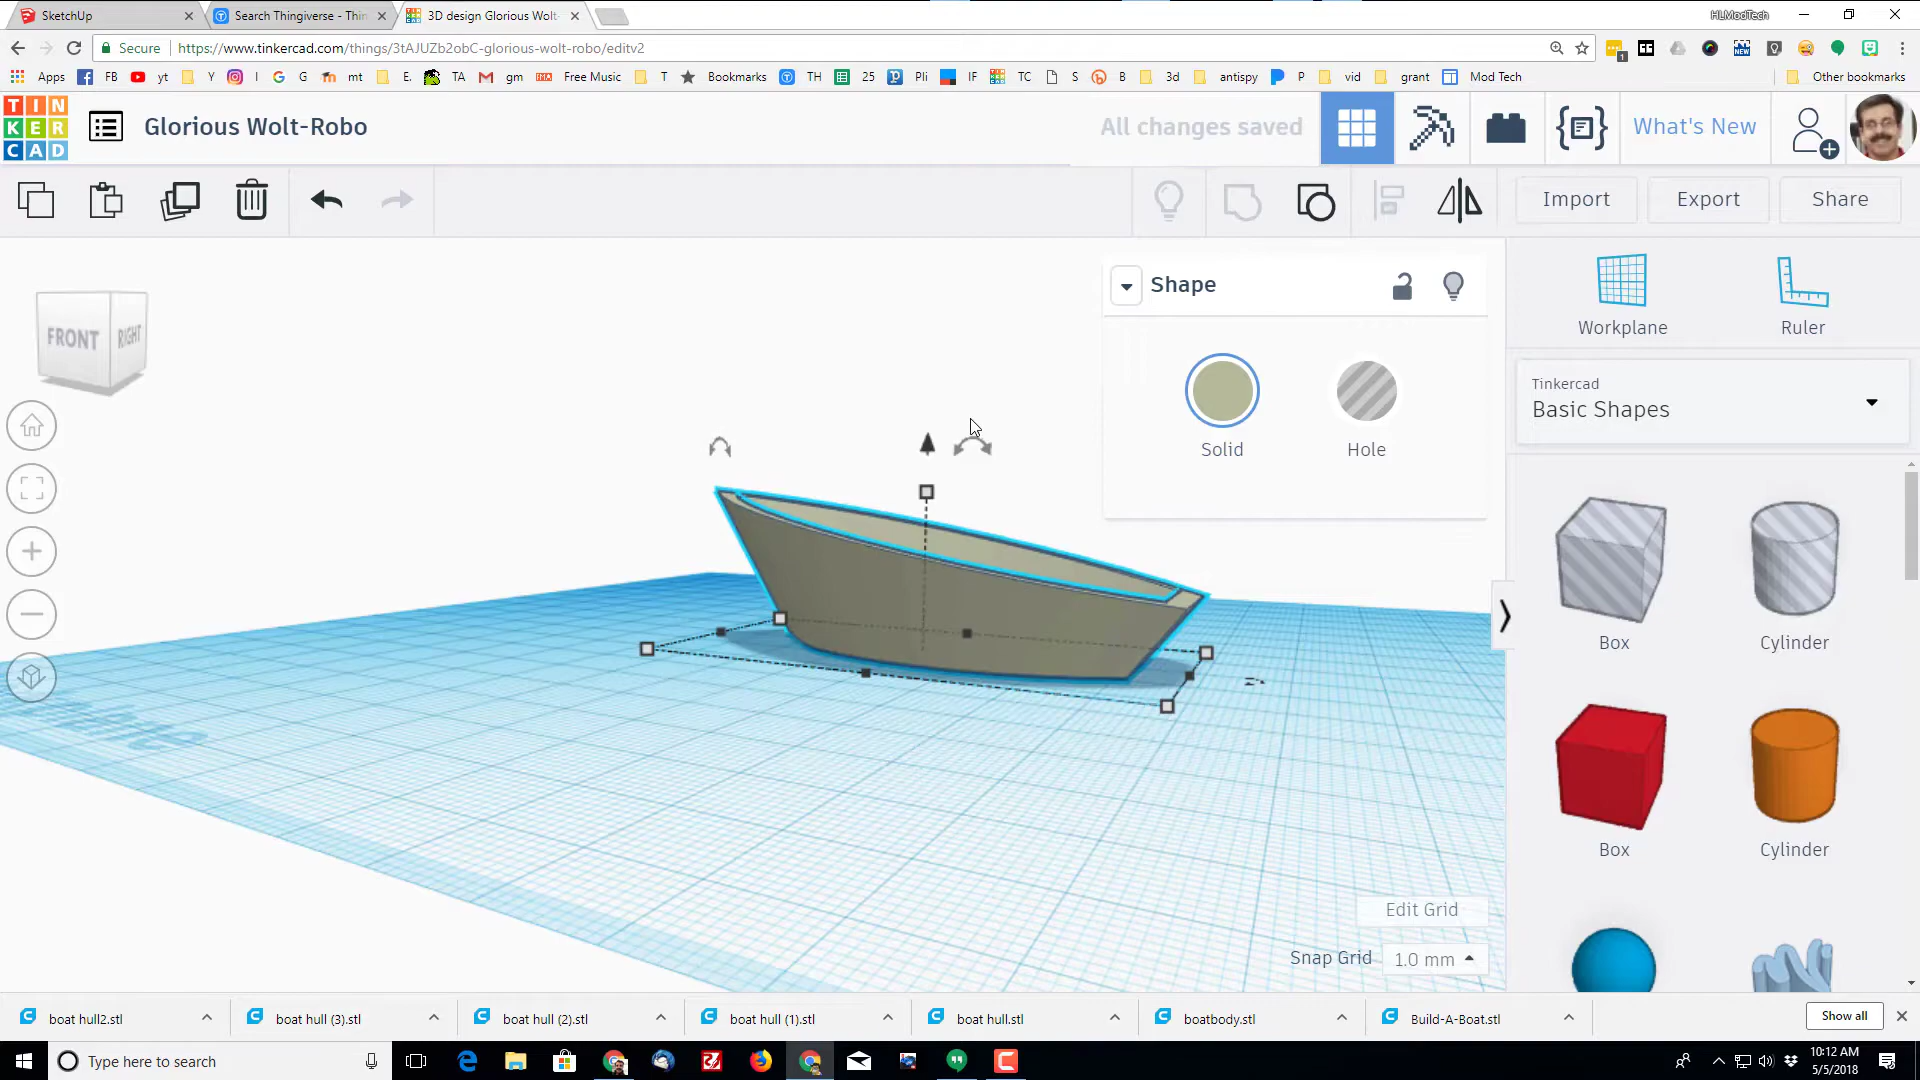 SketchUp
Search Thingiverse - Thin
3D design Glorious Wolt-
HLModTech
Secure
https://www.tinkercad.com/things/3tAJUZb2obC-glorious-wolt-robo/editv2
Apps FB yt Y I G mt E. TA gm Free Music T Bookmarks TH 25 Pli IF TC S B 3d antispy P vid grant Mod Tech Other bookmarks
TIN
KER
CAD
Glorious Wolt-Robo
All changes saved
What's New
Import
Export
Share
FRONT
RIGHT
Shape
Solid
Hole
Workplane
Ruler
Tinkercad
Basic Shapes
Box
Cylinder
Box
Cylinder
Edit Grid
Snap Grid
1.0 mm
boat hull2.stl
boat hull (3).stl
boat hull (2).stl
boat hull (1).stl
boat hull.stl
boatbody.stl
Build-A-Boat.stl
Show all
Type here to search
10:12 AM
5/5/2018